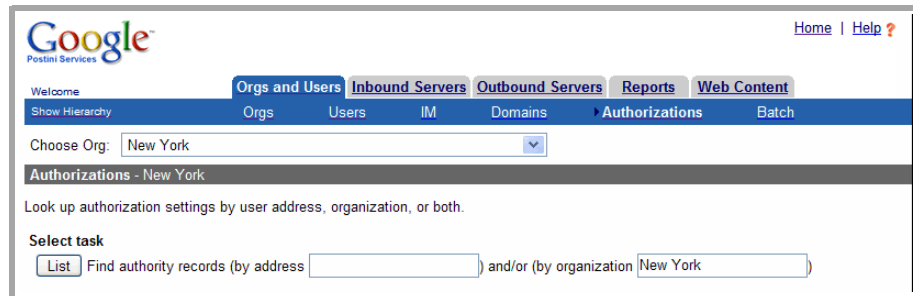 Google
Postini Services
Home | Help ?
Welcome
Orgs and Users Inbound Servers Outbound Servers Reports Web Content
Show Hierarchy Orgs Users IM Domains Authorizations Batch
Choose Org: New York
Authorizations - New York
Look up authorization settings by user address, organization, or both.
Select task
List Find authority records (by address ) and/or (by organization New York )